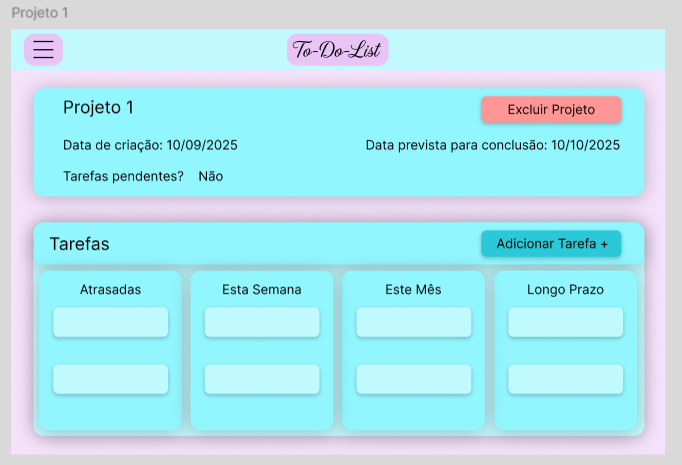 Projeto 1
To-Do-List
Projeto 1
Excluir Projeto
Data de criação: 10/09/2025
Data prevista para conclusão: 10/10/2025
Tarefas pendentes? Não
Tarefas
Adicionar Tarefa +
Atrasadas
Esta Semana
Este Mês
Longo Prazo